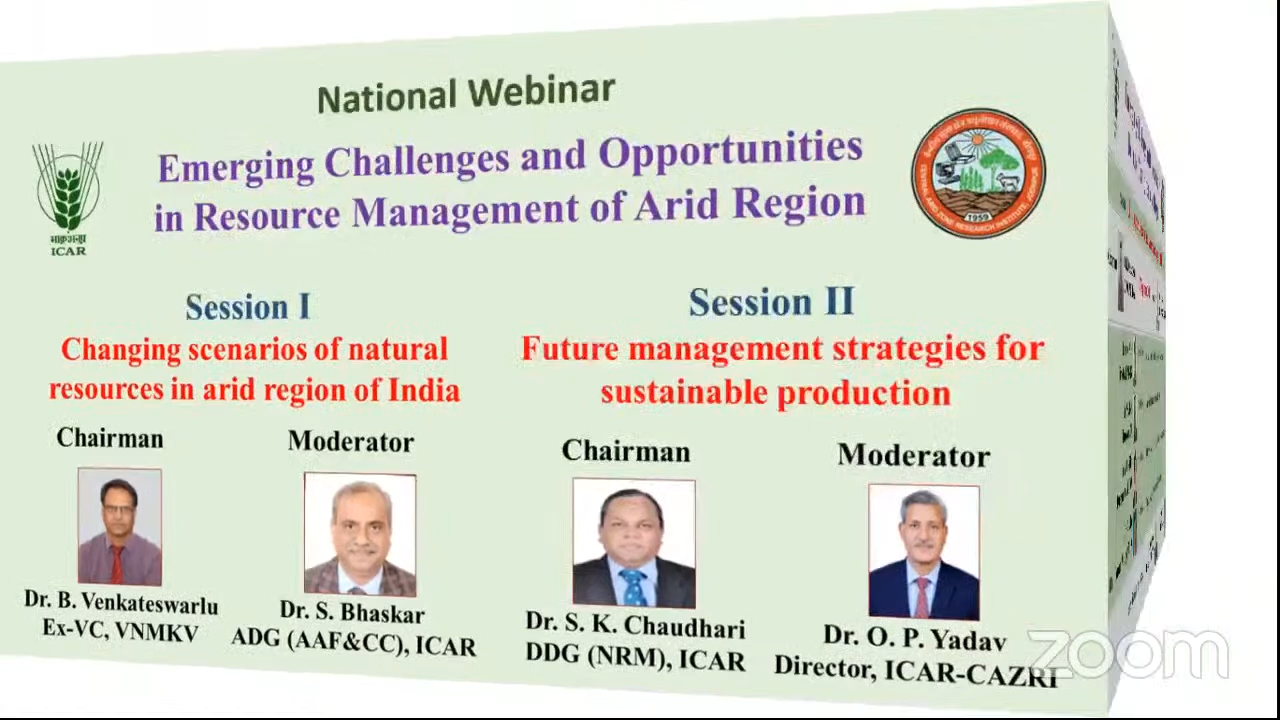 National Webinar
Emerging Challenges and Opportunities
in Resource Management of Arid Region
भाकृअनुप
ICAR
1959
Session I
Changing scenarios of natural
resources in arid region of India
Chairman
Moderator
Dr. B. Venkateswarlu
Ex-VC, VNMKV
Dr. S. Bhaskar
ADG (AAF&CC), ICAR
Session II
Future management strategies for
sustainable production
Chairman
Moderator
Dr. S. K. Chaudhari
DDG (NRM), ICAR
Dr. O. P. Yadav
Director, ICAR-CAZRI
zoom